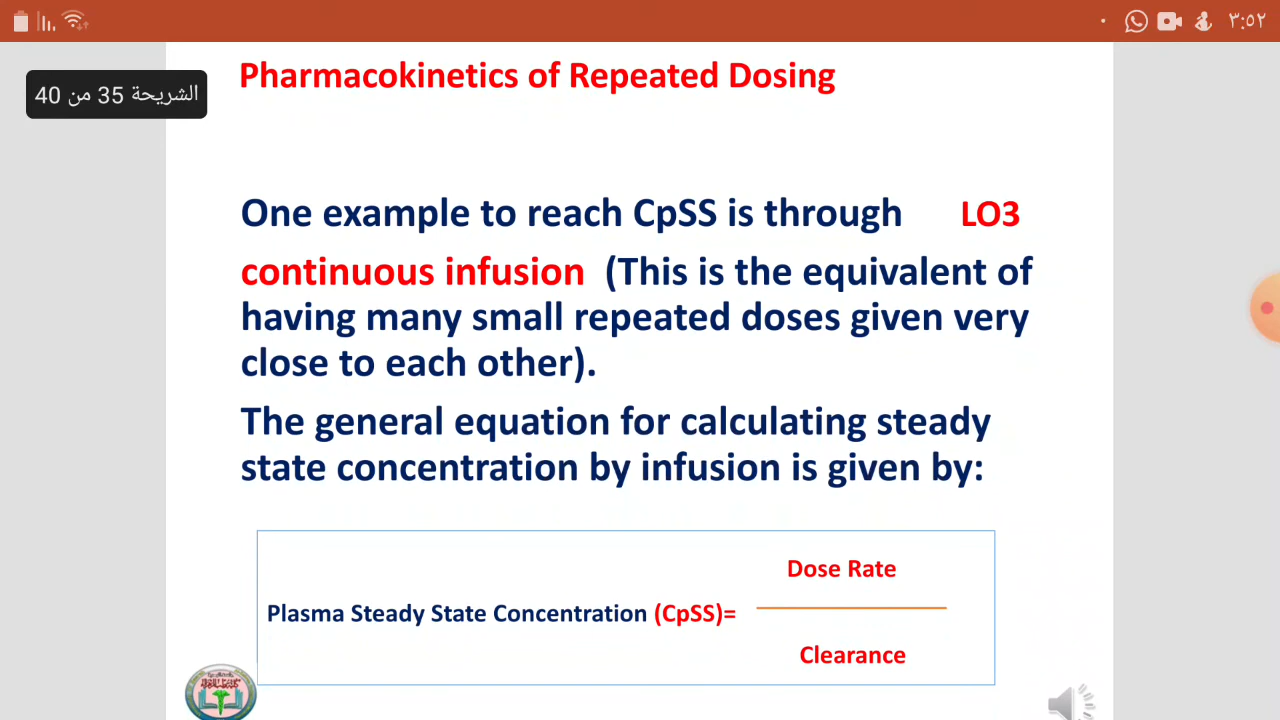 ٣:٥٢
Pharmacokinetics of Repeated Dosing
الشريحة 35 من 40
One example to reach CpSS is through LO3
continuous infusion (This is the equivalent of
having many small repeated doses given very
close to each other).
The general equation for calculating steady
state concentration by infusion is given by:
Dose Rate
Plasma Steady State Concentration (CpSS)=
Clearance